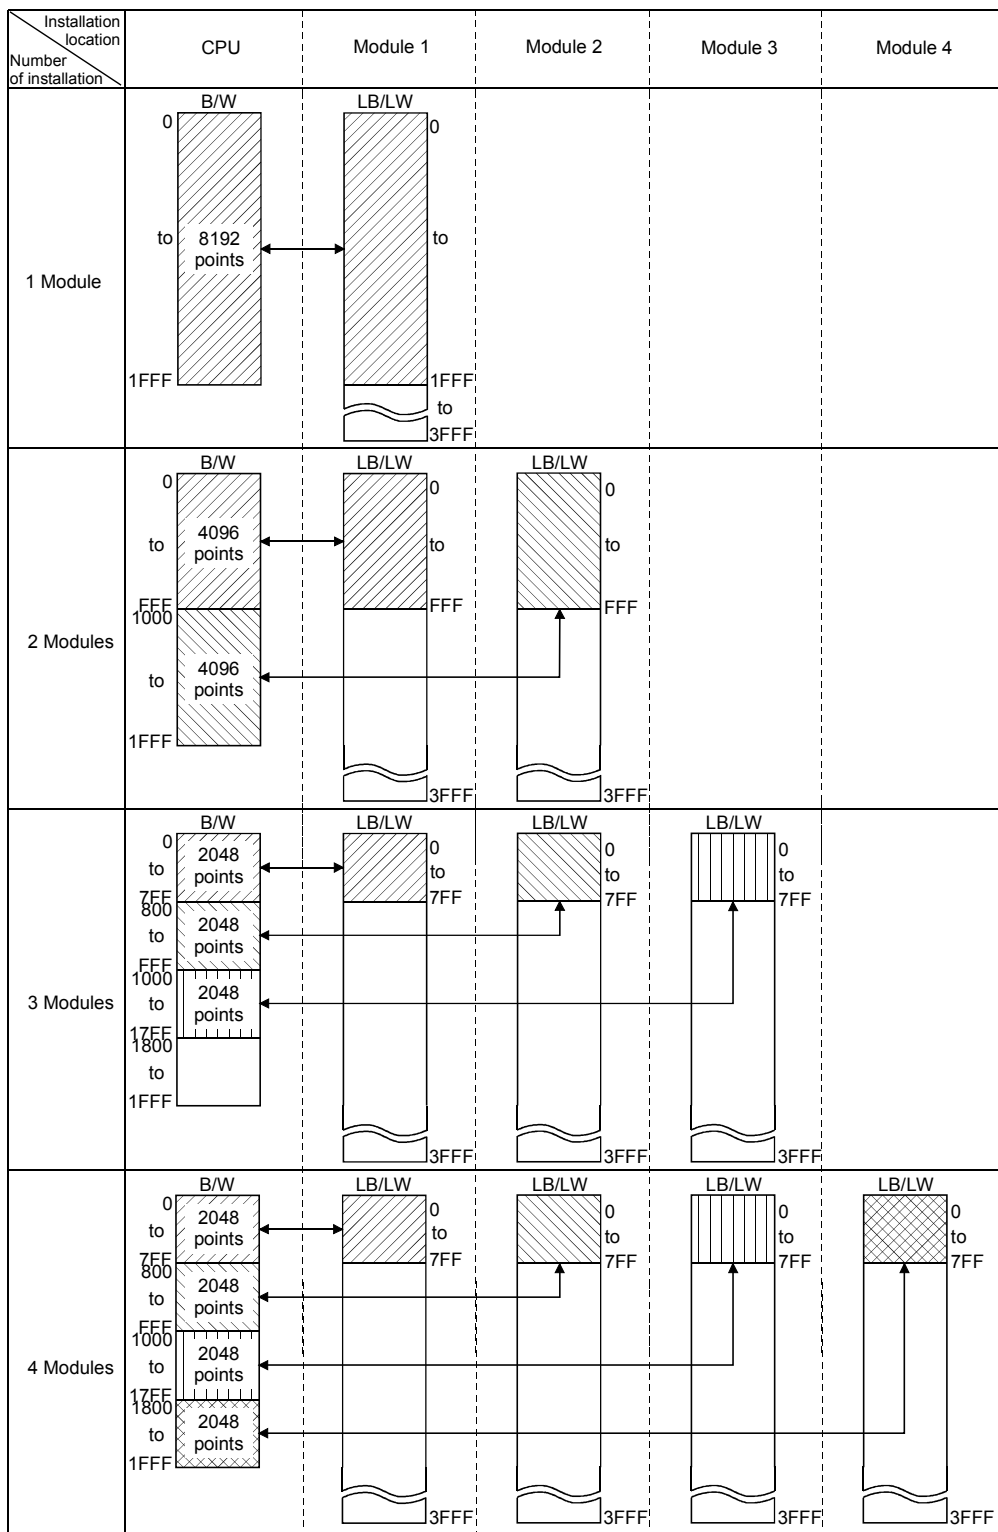 Installation
location
Number
of installation
CPU
Module 1
Module 2
Module 3
Module 4
1 Module
B/W
LB/LW
0
0
to
8192
points
to
1FFF
1FFF
to
3FFF
2 Modules
B/W
LB/LW
LB/LW
0
0
0
to
4096
points
to
to
FFF
FFF
FFF
1000
to
4096
points
1FFF
3FFF
3FFF
3 Modules
B/W
LB/LW
LB/LW
LB/LW
0
0
0
0
to
2048
points
to
to
to
7FF
7FF
7FF
7FF
800
to
2048
points
FFF
1000
to
2048
points
17FF
1800
to
1FFF
3FFF
3FFF
3FFF
4 Modules
B/W
LB/LW
LB/LW
LB/LW
LB/LW
0
0
0
0
0
to
2048
points
to
to
to
to
7FF
7FF
7FF
7FF
7FF
800
to
2048
points
FFF
1000
to
2048
points
17FF
1800
to
2048
points
1FFF
3FFF
3FFF
3FFF
3FFF